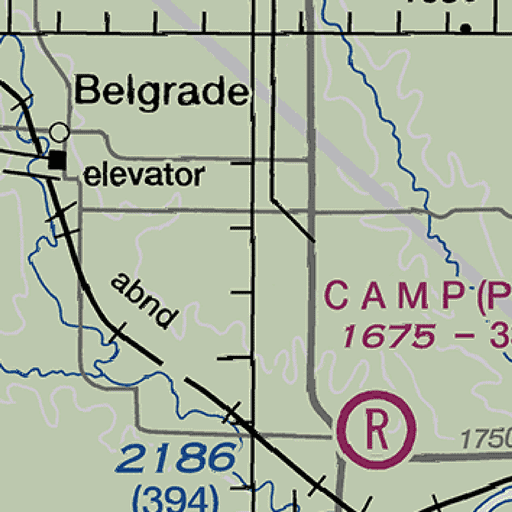 Belgrade
elevator
abnd
CAMP (P
1675 - 3
R
1750
2186
(394)